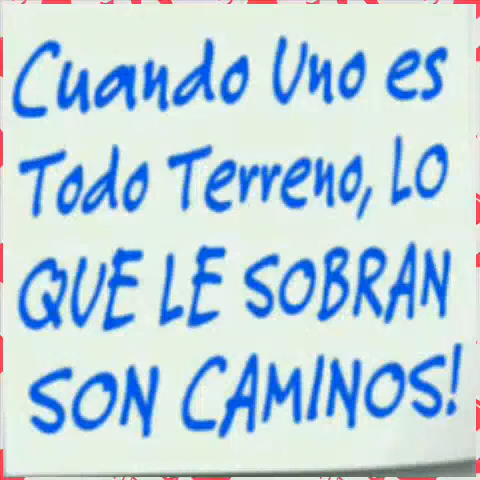 Cuando Uno es
Todo Terreno, LO
QUE LE SOBRAN
SON CAMINOS!